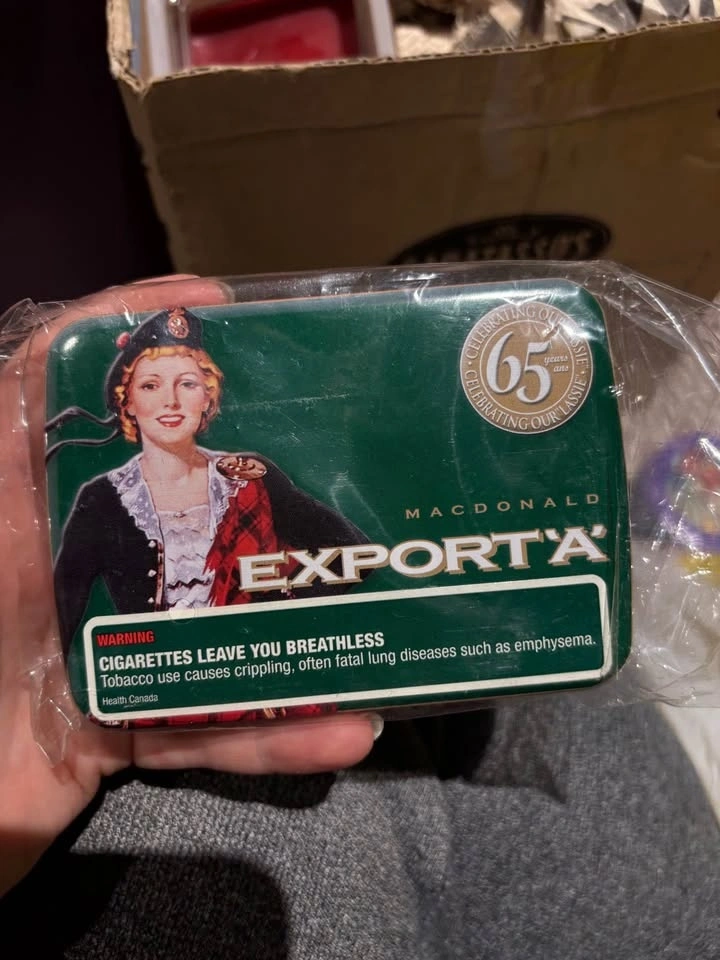 CELEBRATING OUR LASSIE
65 years
ans
CELEBRATING OUR LASSIE
MACDONALD
EXPORT 'A'
WARNING
CIGARETTES LEAVE YOU BREATHLESS
Tobacco use causes crippling, often fatal lung diseases such as emphysema.
Health Canada